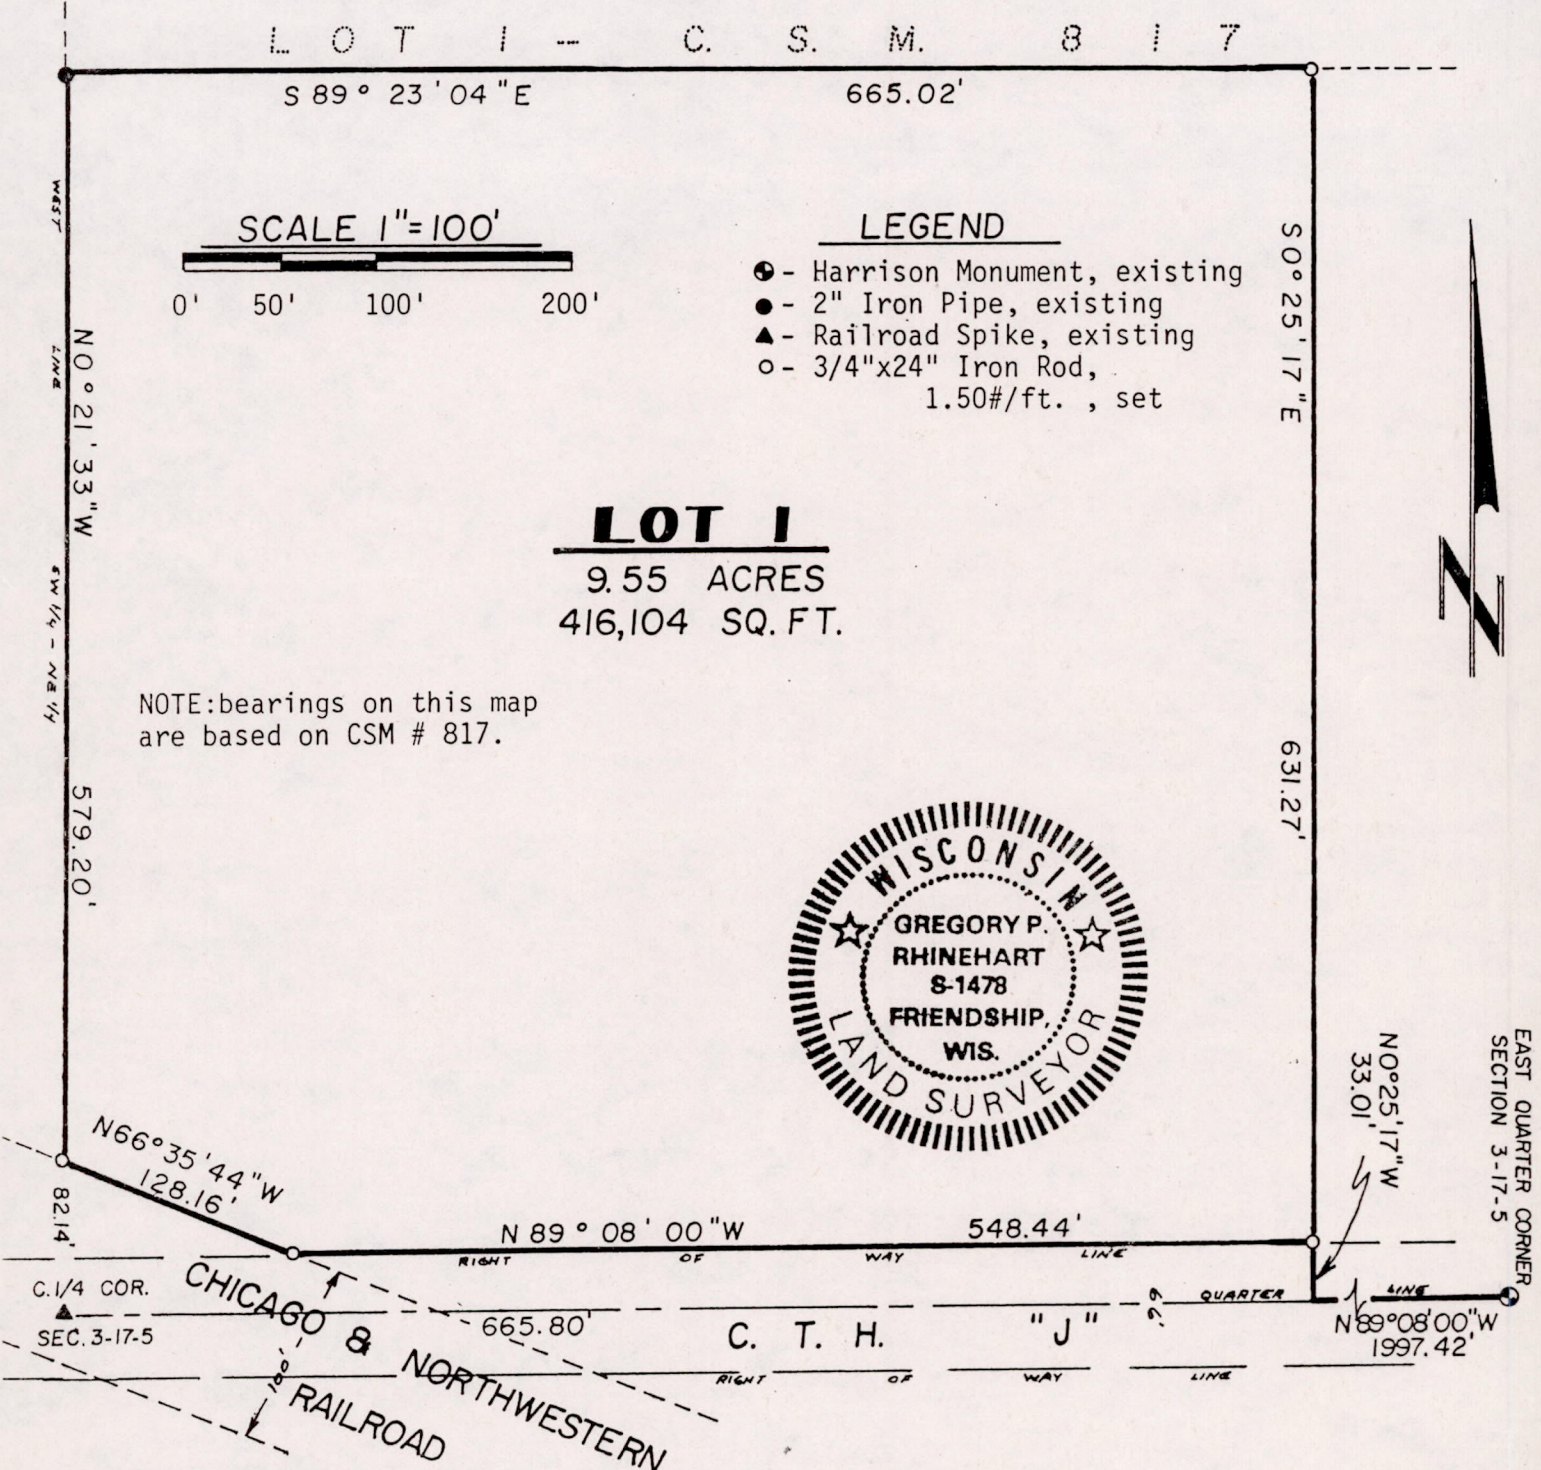 LOT 1 - C. S. M. 817
S 89° 23' 04"E 665.02'
WEST LINE SW 1/4 - NE 1/4
N 0° 21' 33"W 579.20'
SCALE 1"=100'
0' 50' 100' 200'
LEGEND
- Harrison Monument, existing
- 2" Iron Pipe, existing
- Railroad Spike, existing
- 3/4"x24" Iron Rod,
1.50#/ft. , set
S 0° 25' 17"E 631.27'
N
LOT 1
9.55 ACRES
416,104 SQ. FT.
NOTE:bearings on this map
are based on CSM # 817.
WISCONSIN
GREGORY P.
RHINEHART
S-1478
FRIENDSHIP,
WIS.
LAND SURVEYOR
N0°25'17"W
33.01'
EAST QUARTER CORNER
SECTION 3-17-5
N66°35'44"W
128.16'
82.14'
N 89° 08' 00"W 548.44'
RIGHT OF WAY LINE
C.1/4 COR.
SEC. 3-17-5
CHICAGO & NORTHWESTERN
RAILROAD
100'
665.80'
C. T. H. "J"
66'
QUARTER LINE
N89°08'00"W
1997.42'
RIGHT OF WAY LINE